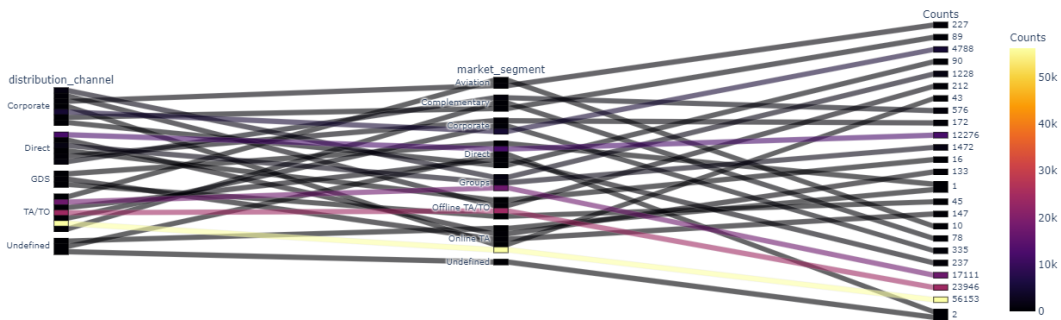 distribution_channel
Corporate
Direct
GDS
TA/TO
Undefined
market_segment
Aviation
Complementary
Corporate
Direct
Groups
Offline TA/TO
Online TA
Undefined
Counts
227
89
4788
90
1228
212
43
576
172
12276
1472
16
133
1
45
147
10
78
335
237
17111
23946
56153
2
Counts
50k
40k
30k
20k
10k
0